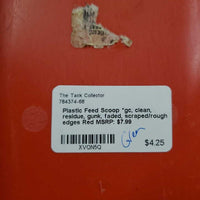 The Tack Collector
784374-68
Plastic Feed Scoop *gc, clean,
residue, gunk, faded, scraped/rough
edges Red MSRP: $7.99
XVGN5Q
$4.25